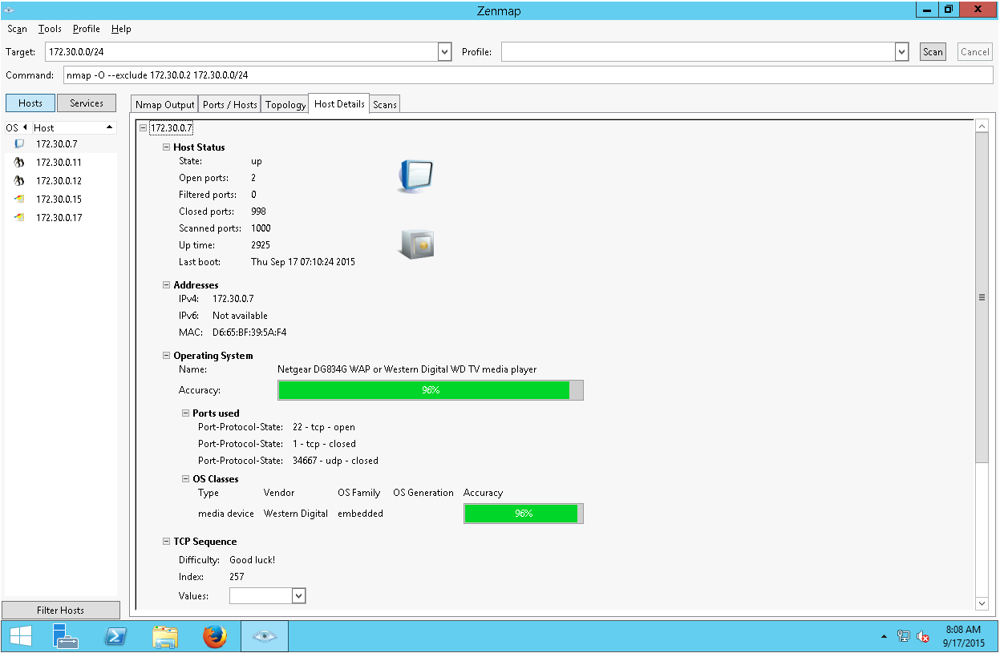 Zenmap
Scan Tools Profile Help
Target: 172.30.0.0/24 Profile: Scan Cancel
Command: nmap -O --exclude 172.30.0.2 172.30.0.0/24
Hosts Services
Nmap Output Ports / Hosts Topology Host Details Scans
OS Host
172.30.0.7
172.30.0.11
172.30.0.12
172.30.0.15
172.30.0.17
Filter Hosts
172.30.0.7
Host Status
State: up
Open ports: 2
Filtered ports: 0
Closed ports: 998
Scanned ports: 1000
Up time: 2925
Last boot: Thu Sep 17 07:10:24 2015
Addresses
IPv4: 172.30.0.7
IPv6: Not available
MAC: D6:65:BF:39:5A:F4
Operating System
Name: Netgear DG834G WAP or Western Digital WD TV media player
Accuracy: 96%
Ports used
Port-Protocol-State: 22 - tcp - open
Port-Protocol-State: 1 - tcp - closed
Port-Protocol-State: 34667 - udp - closed
OS Classes
Type Vendor OS Family OS Generation Accuracy
media device Western Digital embedded 96%
TCP Sequence
Difficulty: Good luck!
Index: 257
Values:
8:08 AM
9/17/2015